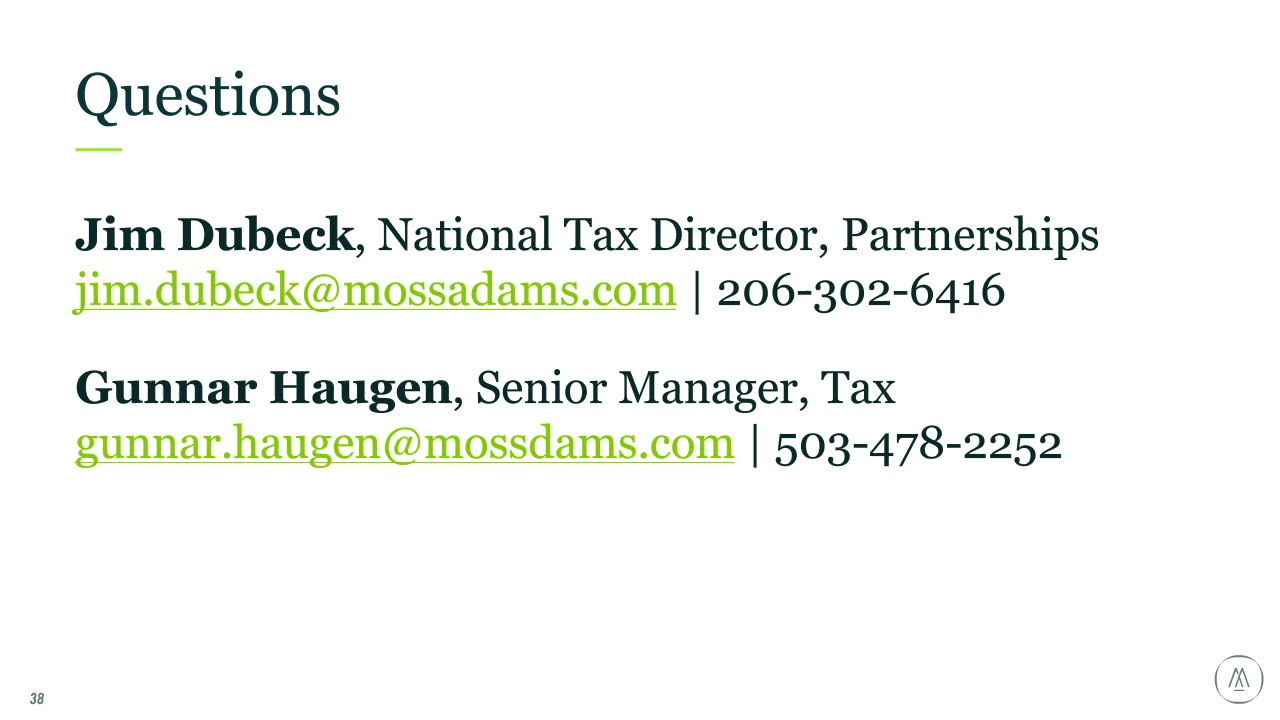 Questions
Jim Dubeck, National Tax Director, Partnerships
jim.dubeck@mossadams.com | 206-302-6416
Gunnar Haugen, Senior Manager, Tax
gunnar.haugen@mossdams.com | 503-478-2252
38